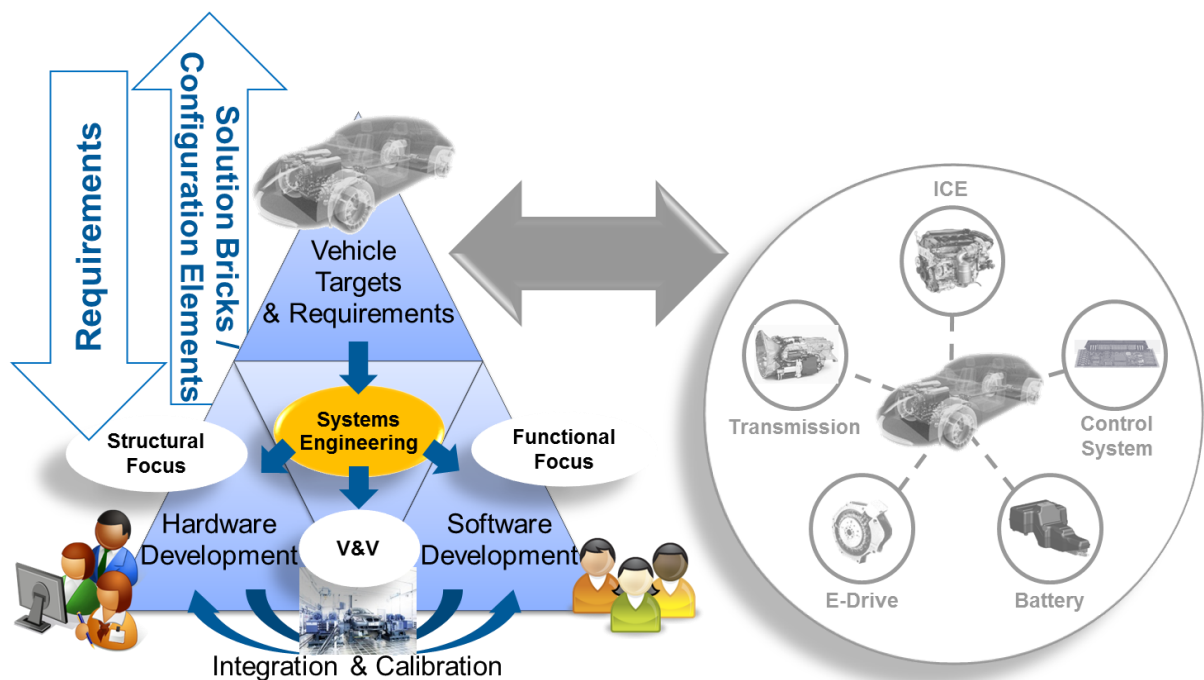 Requirements
Solution Bricks /
Configuration Elements
Vehicle
Targets
& Requirements
Systems
Engineering
Structural
Focus
Functional
Focus
Hardware
Development
V&V
Software
Development
Integration & Calibration
ICE
Transmission
Control
System
E-Drive
Battery